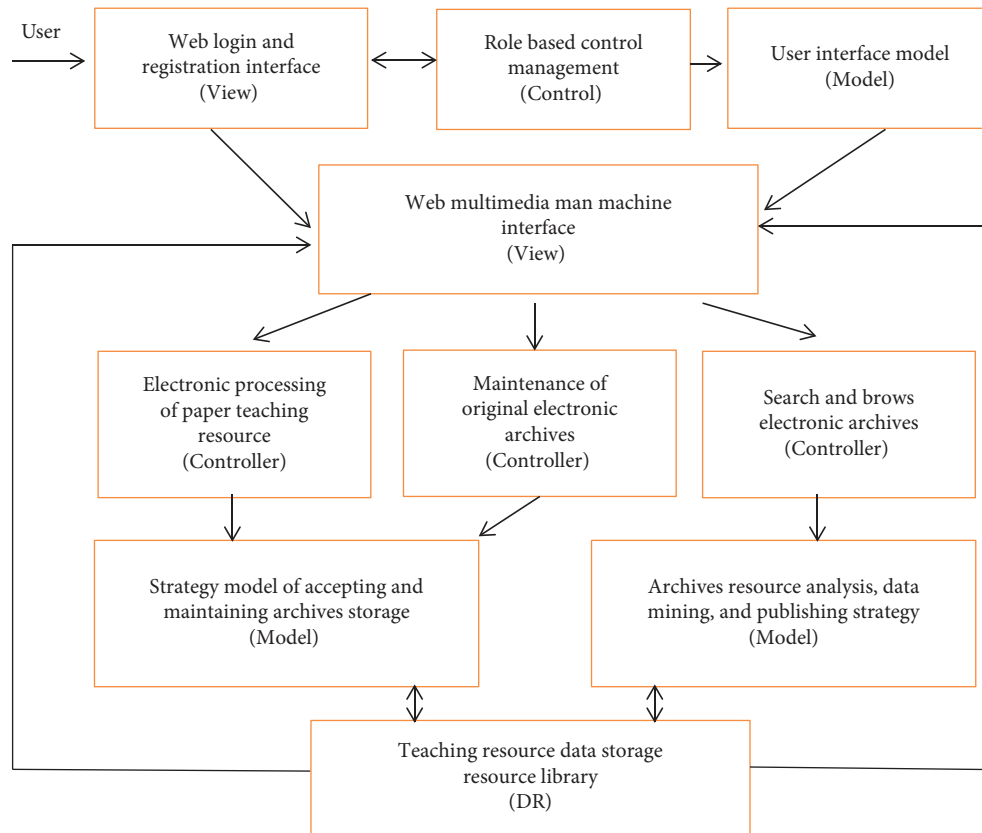 User
Web login and
registration interface
(View)
Role based control
management
(Control)
User interface model
(Model)
Web multimedia man machine
interface
(View)
Electronic processing
of paper teaching
resource
(Controller)
Maintenance of
original electronic
archives
(Controller)
Search and brows
electronic archives
(Controller)
Strategy model of accepting and
maintaining archives storage
(Model)
Archives resource analysis, data
mining, and publishing strategy
(Model)
Teaching resource data storage
resource library
(DR)